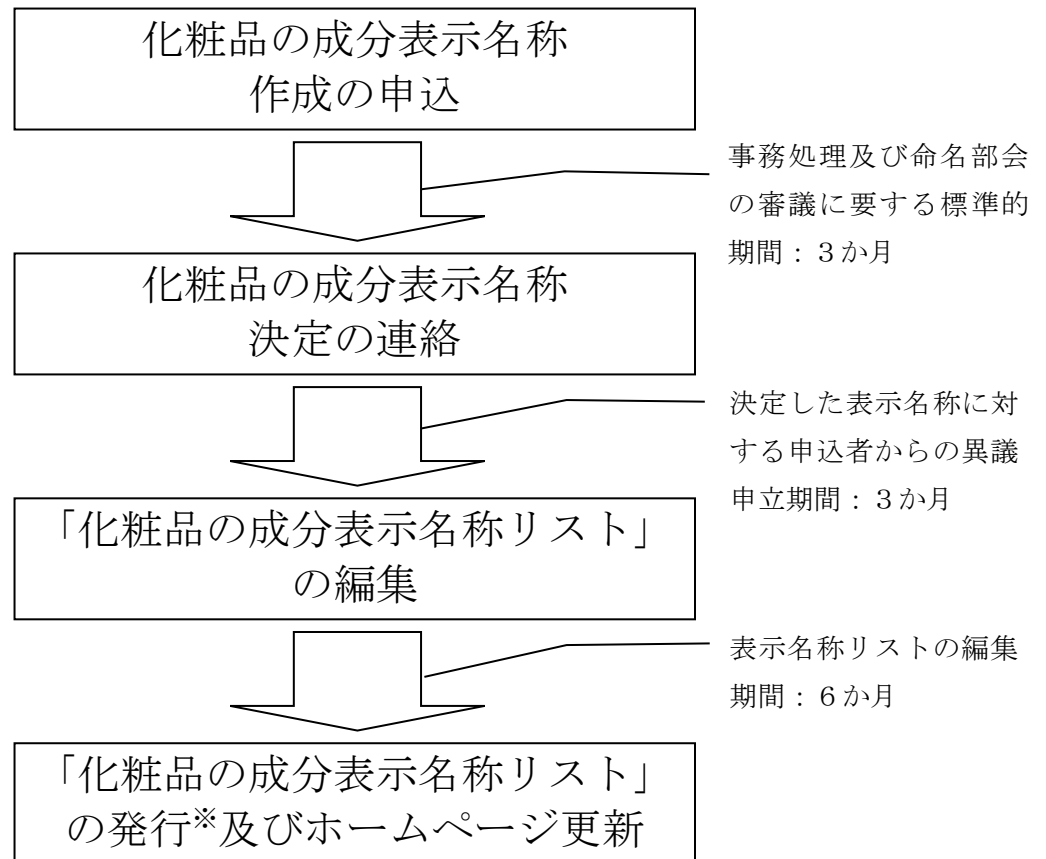 化粧品の成分表示名称
作成の申込
事務処理及び命名部会
の審議に要する標準的
期間：３か月
化粧品の成分表示名称
決定の連絡
決定した表示名称に対
する申込者からの異議
申立期間：３か月
「化粧品の成分表示名称リスト」
の編集
表示名称リストの編集
期間：６か月
「化粧品の成分表示名称リスト」
の発行※及びホームページ更新